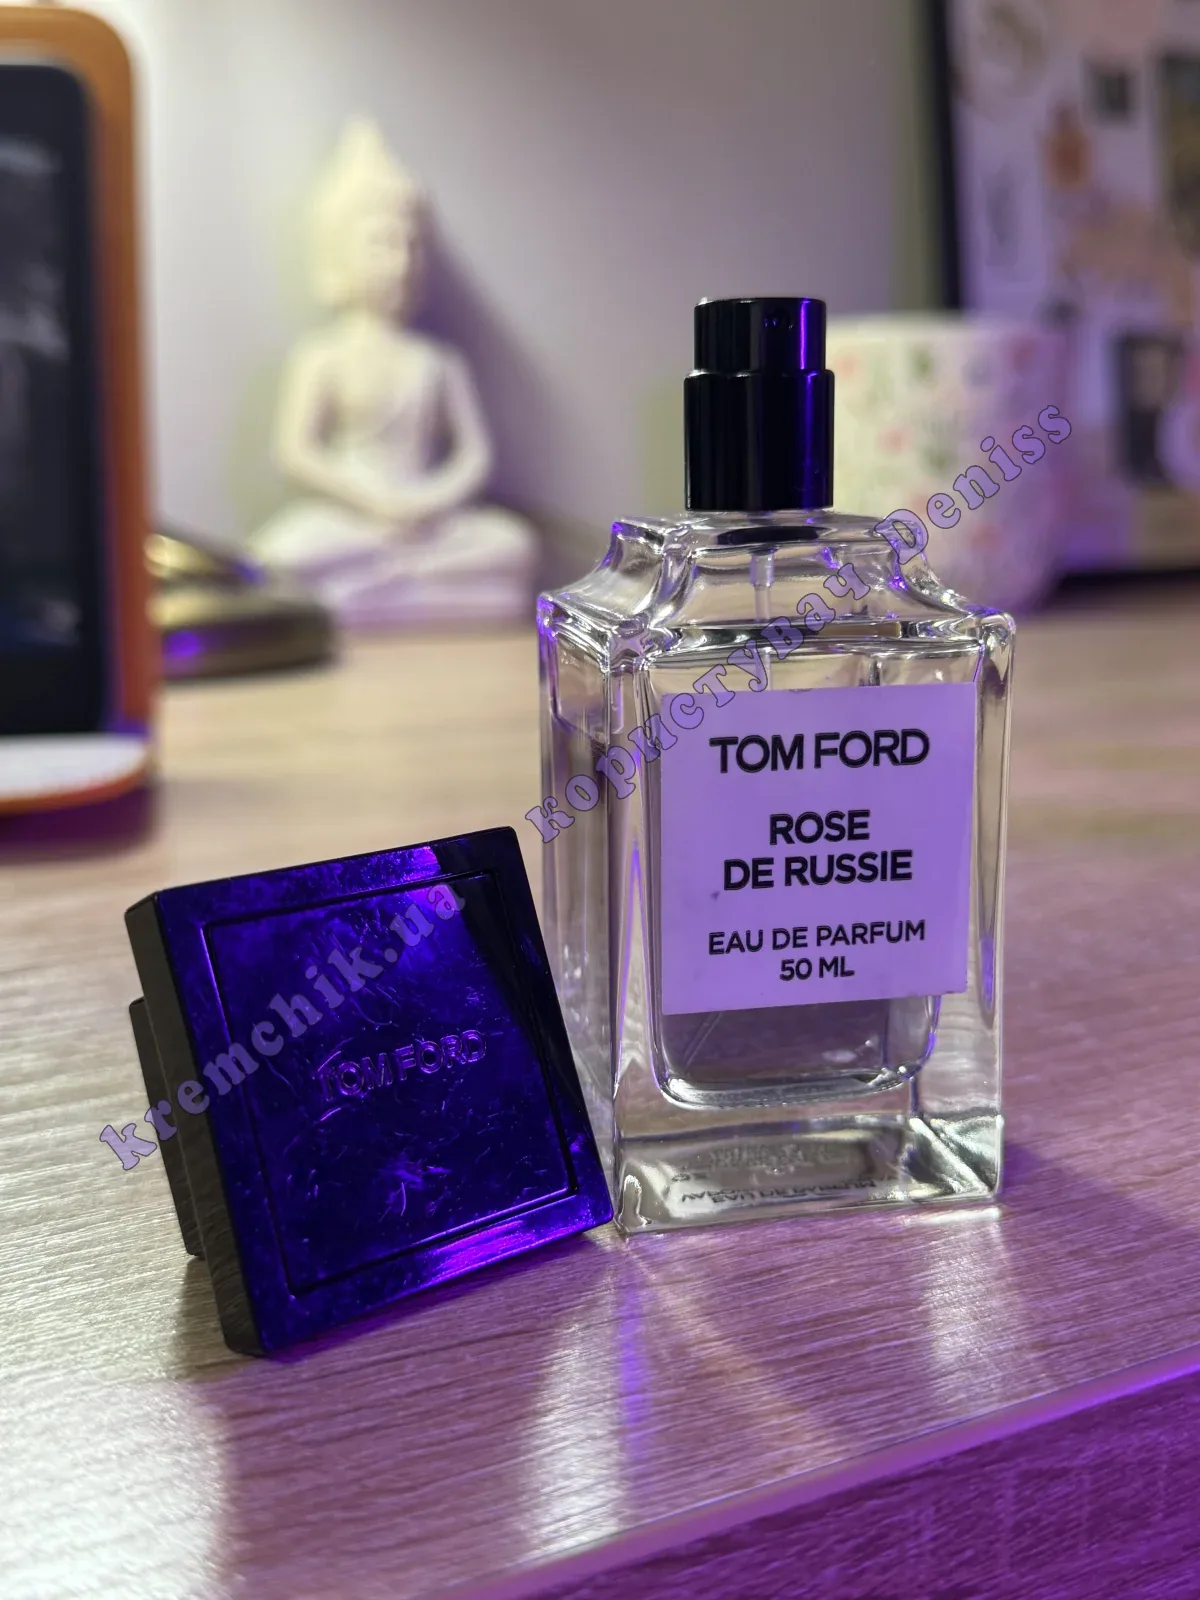 TOM FORD
ROSE
DE RUSSIE
EAU DE PARFUM
50 ML
TOM FORD
kremchik.ua користувач Deniss